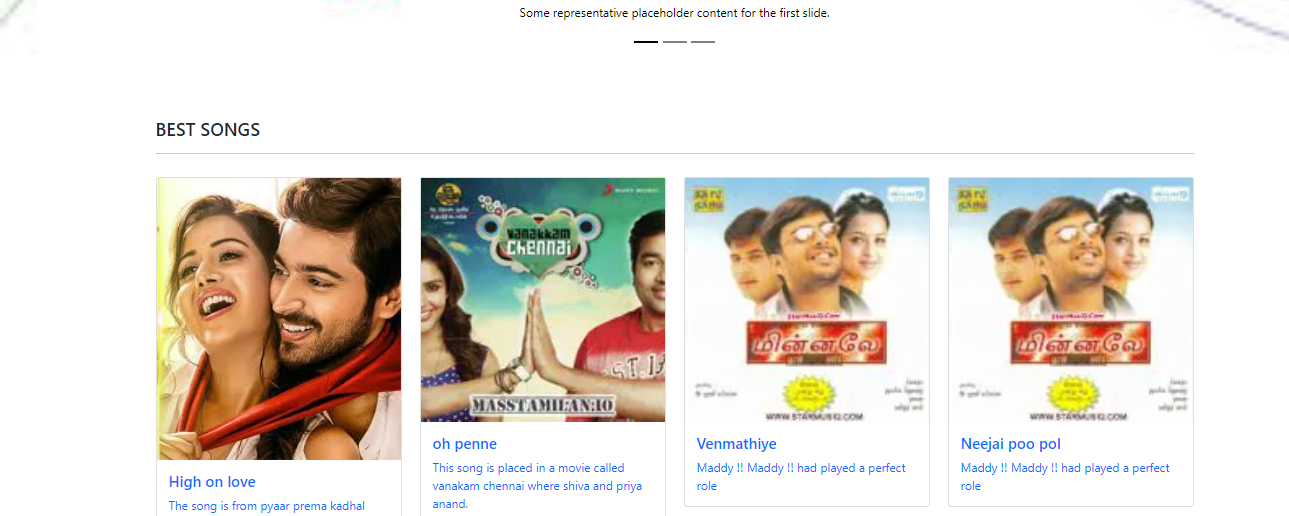 Some representative placeholder content for the first slide.
BEST SONGS
vanakkam
chennai
MASSTAMILAN.IO
High on love
The song is from pyaar prema kadhal
oh penne
This song is placed in a movie called
vanakam chennai where shiva and priya
anand.
மின்னலே
WWW.STARMUSIQ.COM
Venmathiye
Maddy !! Maddy !! had played a perfect
role
மின்னலே
WWW.STARMUSIQ.COM
Neejai poo pol
Maddy !! Maddy !! had played a perfect
role